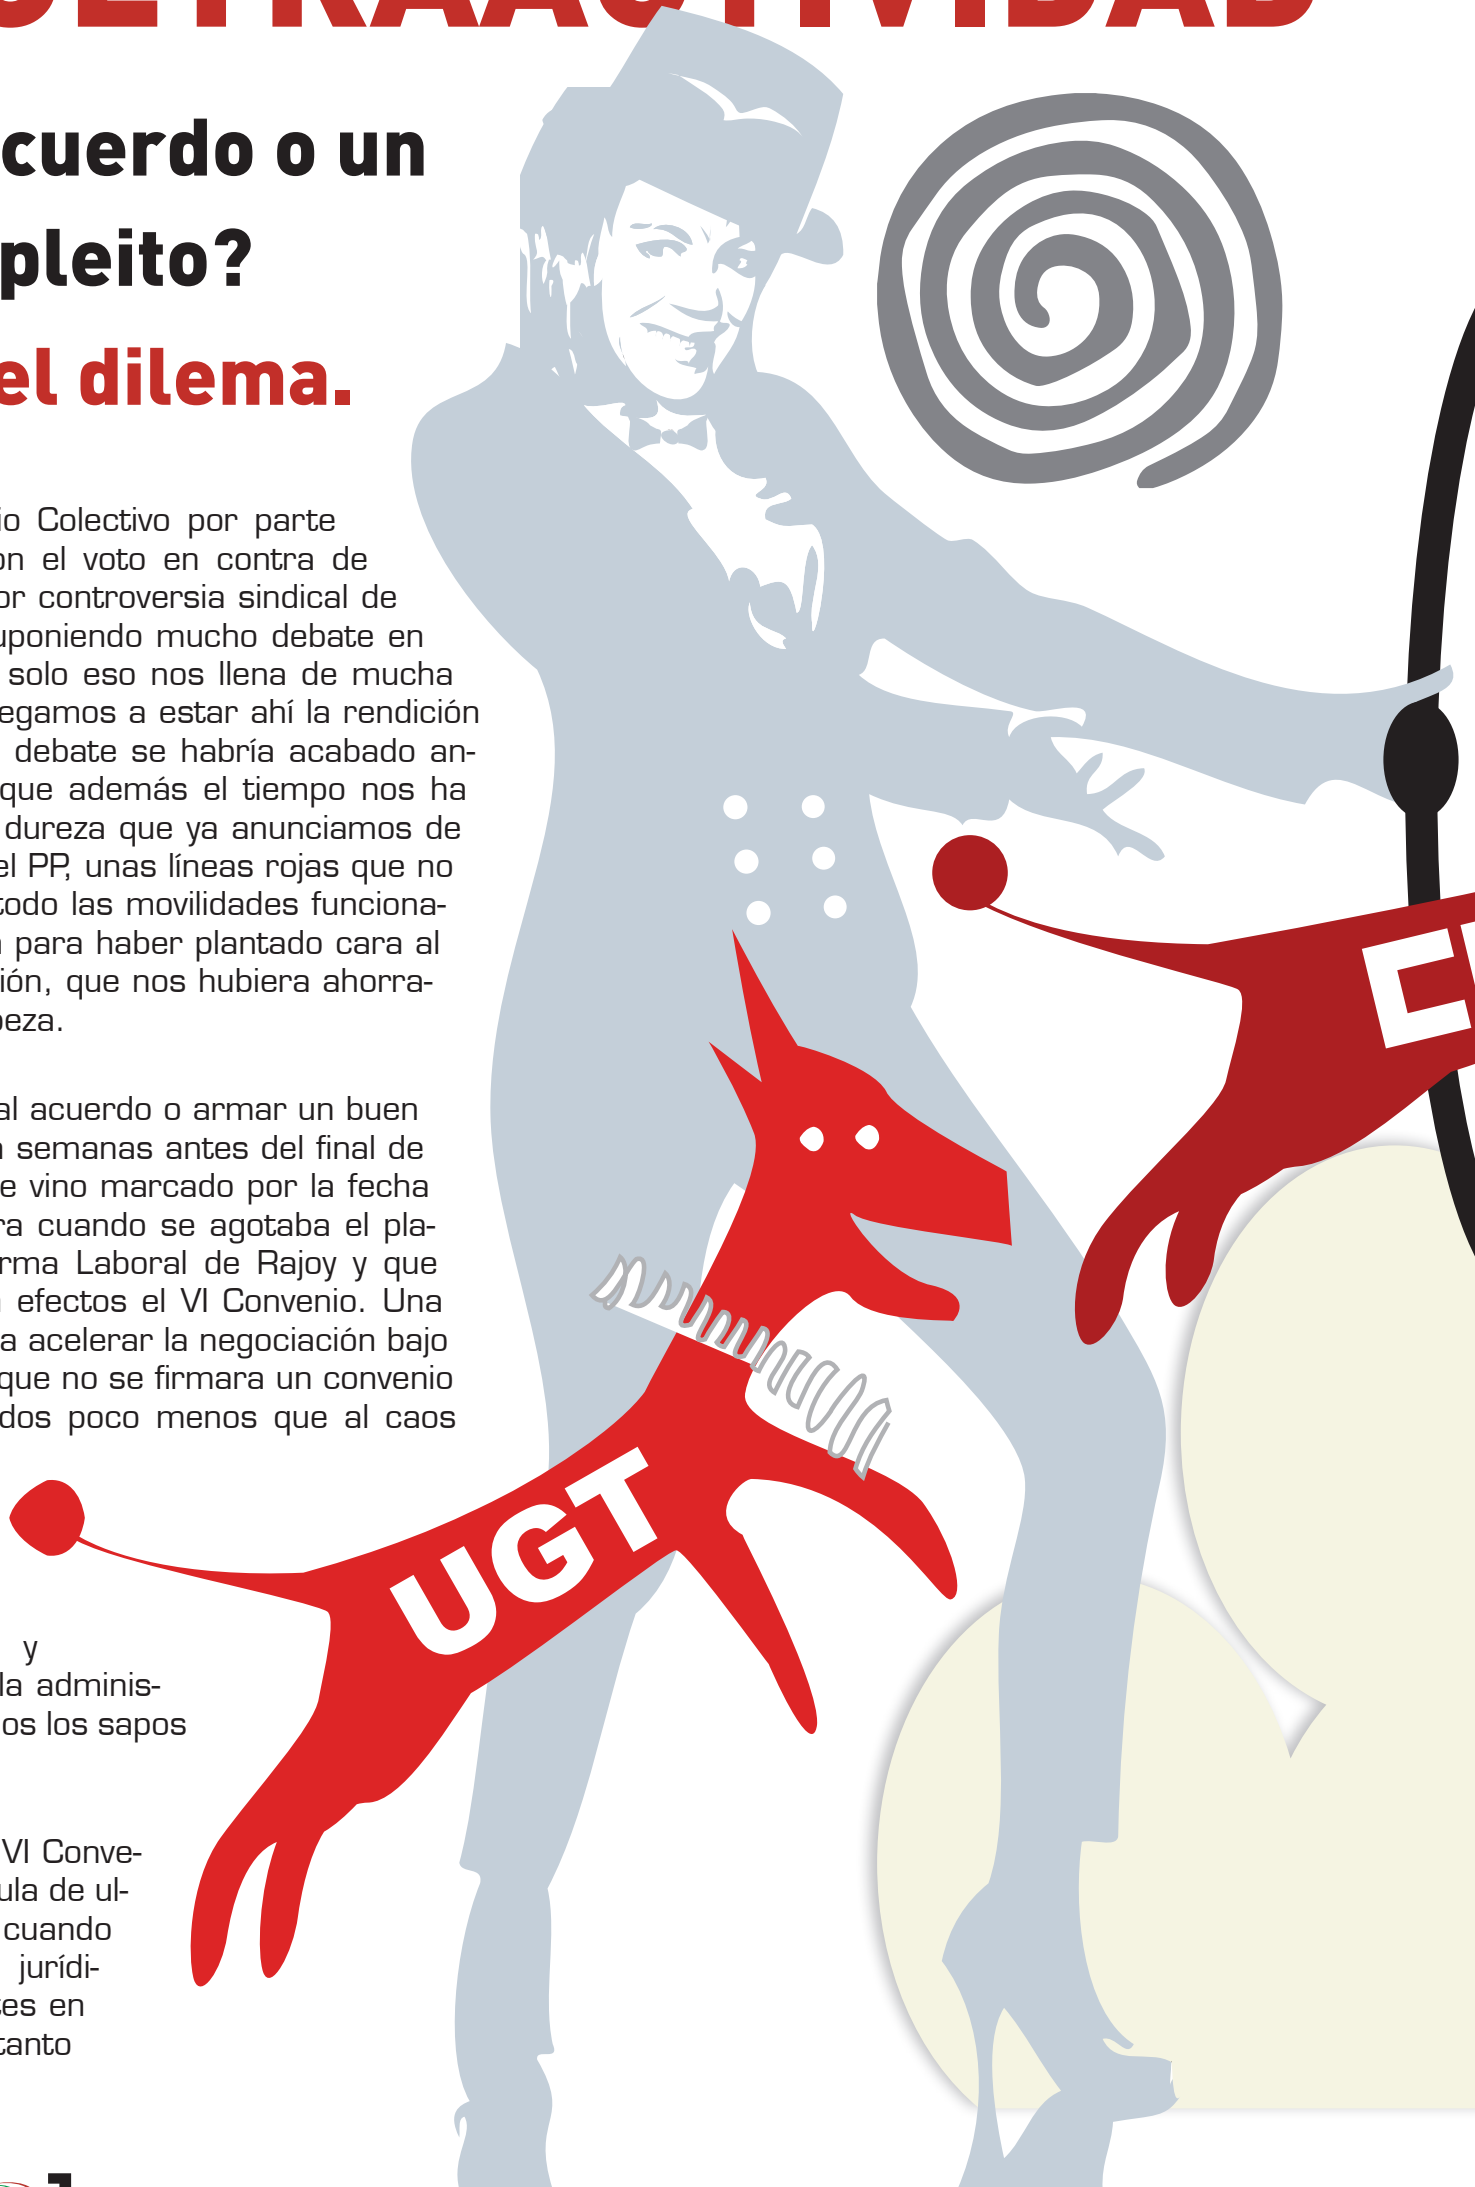 ULTRAACTIVIDAD
cuerdo o un
pleito?
el dilema.
io Colectivo por parte
on el voto en contra de
or controversia sindical de
uponiendo mucho debate en
solo eso nos llena de mucha
egamos a estar ahí la rendición
debate se habría acabado an-
que además el tiempo nos ha
dureza que ya anunciamos de
el PP, unas líneas rojas que no
todo las movilidades funciona-
para haber plantado cara al
ión, que nos hubiera ahorra-
eza.
al acuerdo o armar un buen
semanas antes del final de
e vino marcado por la fecha
ra cuando se agotaba el pla-
orma Laboral de Rajoy y que
efectos el VI Convenio. Una
a acelerar la negociación bajo
que no se firmara un convenio
dos poco menos que al caos
y
la adminis-
os los sapos
VI Conve-
ula de ul-
cuando
jurídi-
es en
tanto
UGT